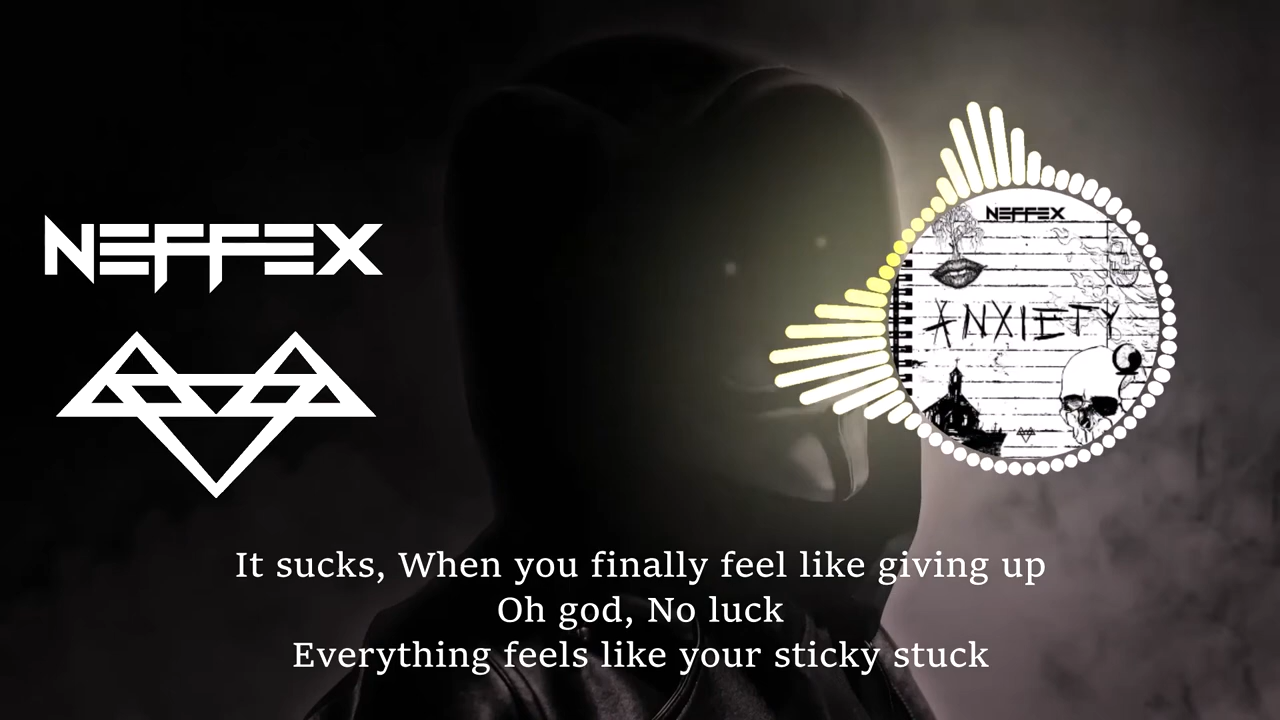 NEFFEX
NEFFEX
ANXIETY
It sucks, When you finally feel like giving up
Oh god, No luck
Everything feels like your sticky stuck